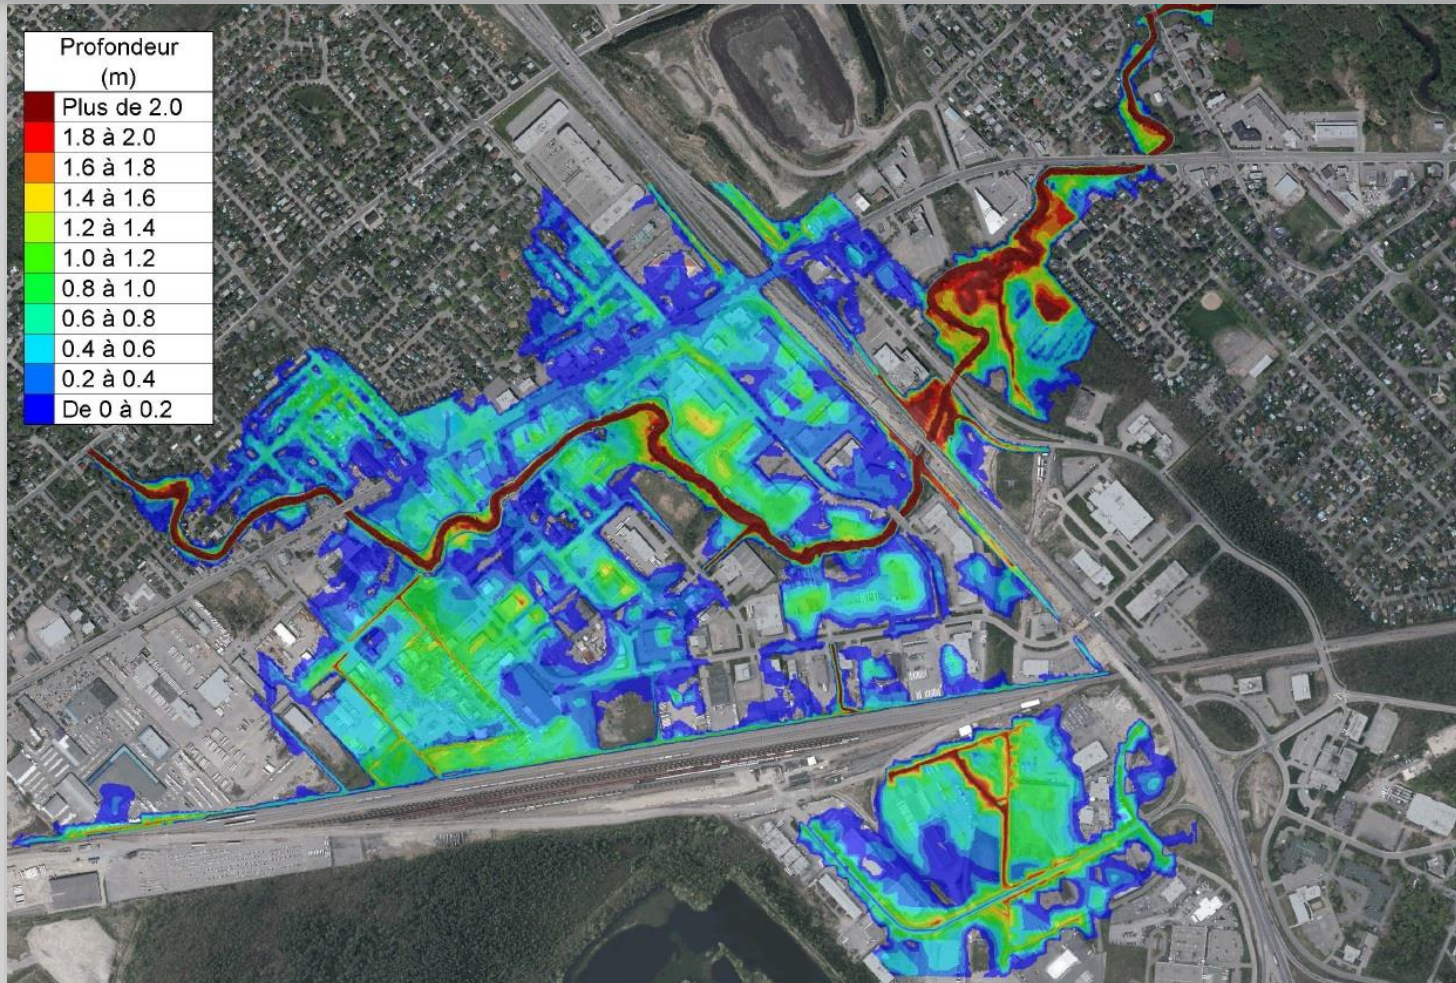 Profondeur
(m)
Plus de 2.0
1.8 à 2.0
1.6 à 1.8
1.4 à 1.6
1.2 à 1.4
1.0 à 1.2
0.8 à 1.0
0.6 à 0.8
0.4 à 0.6
0.2 à 0.4
De 0 à 0.2